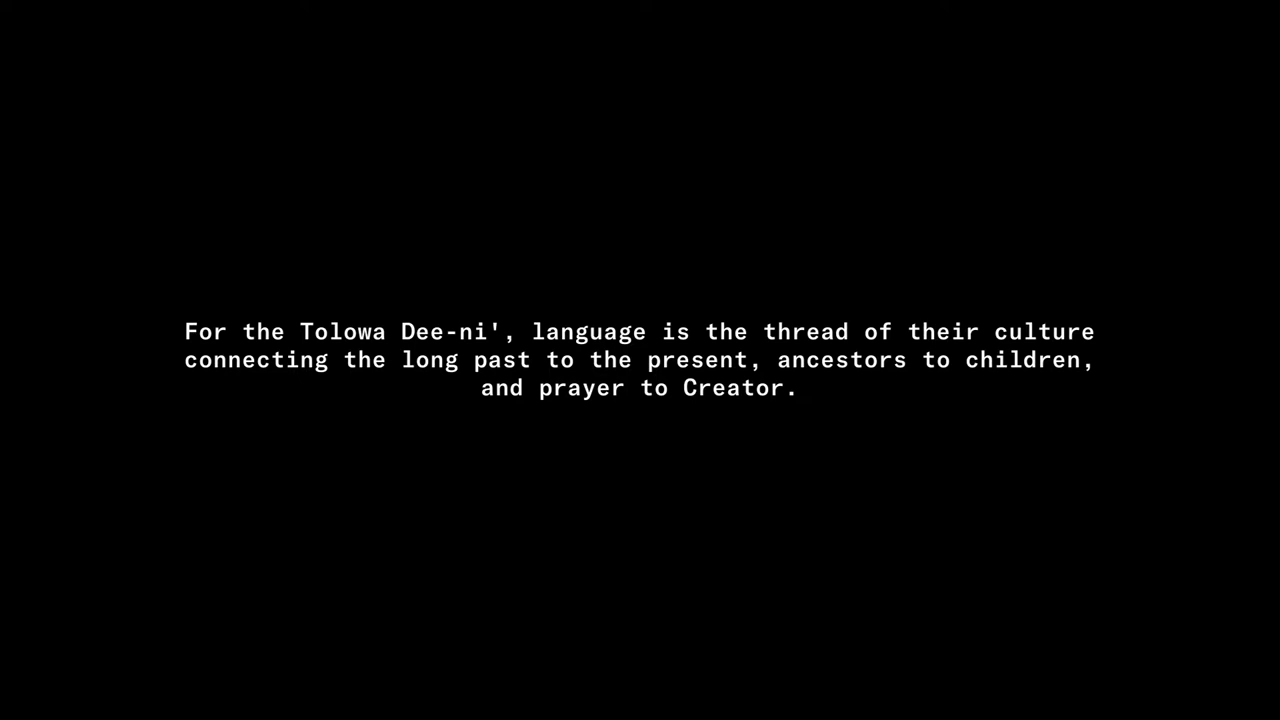 For the Tolowa Dee-ni', language is the thread of their culture
connecting the long past to the present, ancestors to children,
and prayer to Creator.